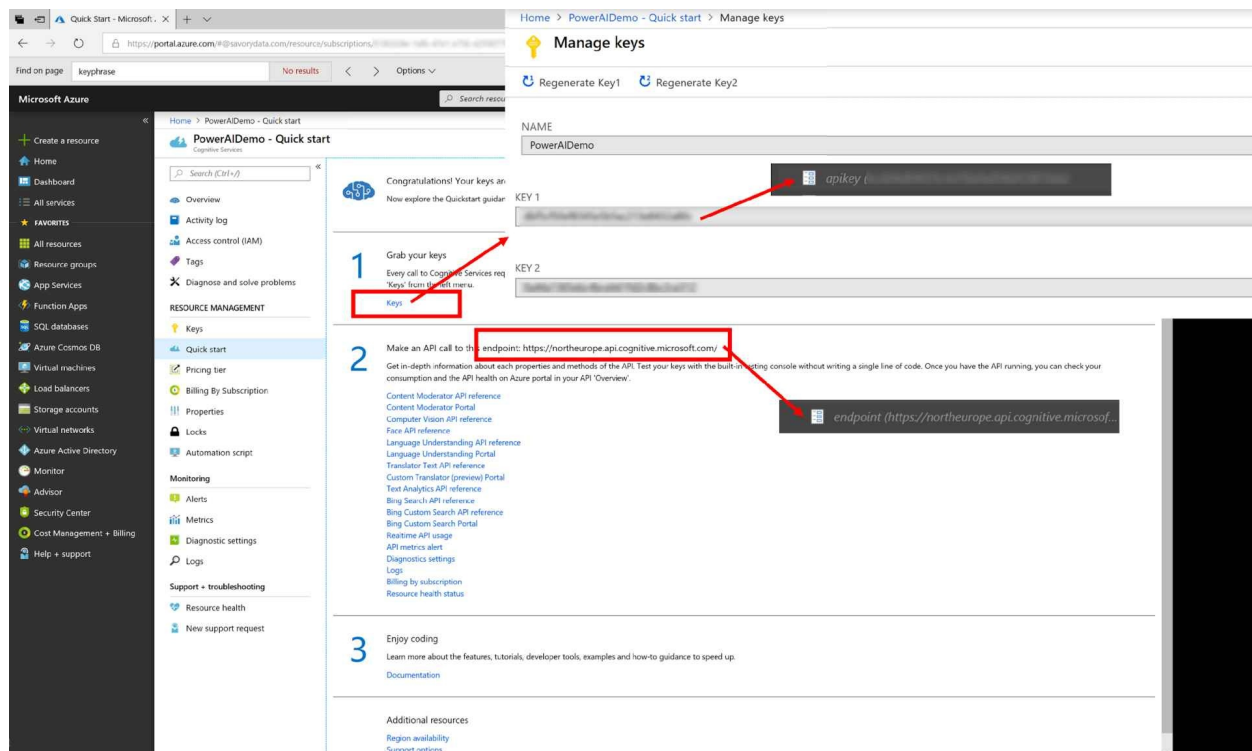 Quick Start - Microsoft
https://portal.azure.com/#@savorydata.com/resource/subscriptions/
Find on page
keyphrase
No results
Options
Microsoft Azure
Search resou
Create a resource
Home
Dashboard
All services
FAVORITES
All resources
Resource groups
App Services
Function Apps
SQL databases
Azure Cosmos DB
Virtual machines
Load balancers
Storage accounts
Virtual networks
Azure Active Directory
Monitor
Advisor
Security Center
Cost Management + Billing
Help + support
Home > PowerAIDemo - Quick start
PowerAIDemo - Quick start
Cognitive Services
Search (Ctrl+/)
Overview
Activity log
Access control (IAM)
Tags
Diagnose and solve problems
RESOURCE MANAGEMENT
Keys
Quick start
Pricing tier
Billing By Subscription
Properties
Locks
Automation script
Monitoring
Alerts
Metrics
Diagnostic settings
Logs
Support + troubleshooting
Resource health
New support request
Congratulations! Your keys are
Now explore the Quickstart guidan
1
Grab your keys
Every call to Cognitive Services req
'Keys' from the left menu.
Keys
2
Make an API call to this endpoint: https://northeurope.api.cognitive.microsoft.com/
Get in-depth information about each properties and methods of the API. Test your keys with the built-in testing console without writing a single line of code. Once you have the API running, you can check your
consumption and the API health on Azure portal in your API 'Overview'.
Content Moderator API reference
Content Moderator Portal
Computer Vision API reference
Face API reference
Language Understanding API reference
Language Understanding Portal
Translator Text API reference
Custom Translator (preview) Portal
Text Analytics API reference
Bing Search API reference
Bing Custom Search API reference
Bing Custom Search Portal
Realtime API usage
API metrics alert
Diagnostics settings
Logs
Billing by subscription
Resource health status
3
Enjoy coding
Learn more about the features, tutorials, developer tools, examples and how-to guidance to speed up.
Documentation
Additional resources
Region availability
Support options
Home > PowerAIDemo - Quick start > Manage keys
Manage keys
Regenerate Key1
Regenerate Key2
NAME
PowerAIDemo
apikey (
KEY 1
KEY 2
endpoint (https://northeurope.api.cognitive.microsof...